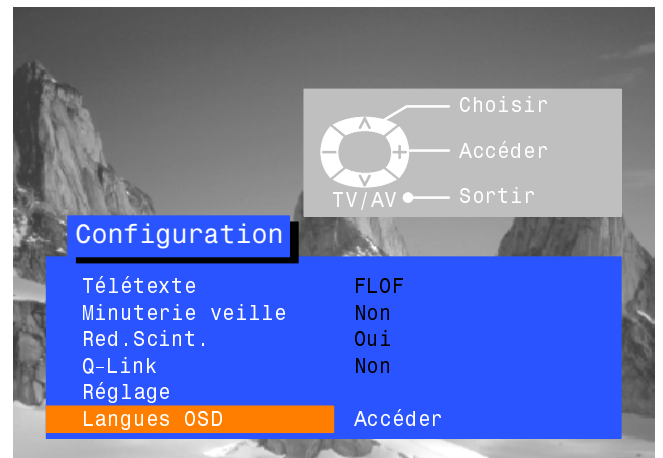 Choisir
Accéder
TV/AV Sortir
Configuration
Télétexte FLOF
Minuterie veille Non
Red.Scint. Oui
Q-Link Non
Réglage
Langues OSD Accéder